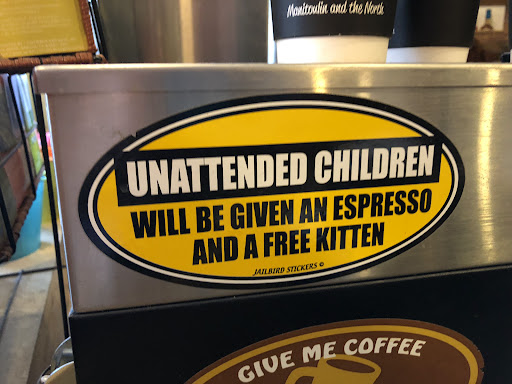 Manitoulin and the North
UNATTENDED CHILDREN
WILL BE GIVEN AN ESPRESSO
AND A FREE KITTEN
JAILBIRD STICKERS ©
GIVE ME COFFEE